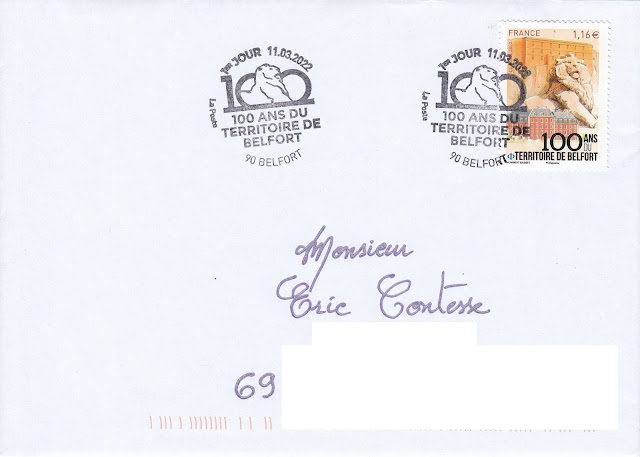 1er JOUR 11.03.2022
100
100 ANS DU
TERRITOIRE DE
BELFORT
90 BELFORT
La Poste
1er JOUR 11.03.2022
100
100 ANS DU
TERRITOIRE DE
BELFORT
90 BELFORT
La Poste
FRANCE 1,16 €
100 ANS
DU
TERRITOIRE DE BELFORT
Monsieur
Eric Contesse
69